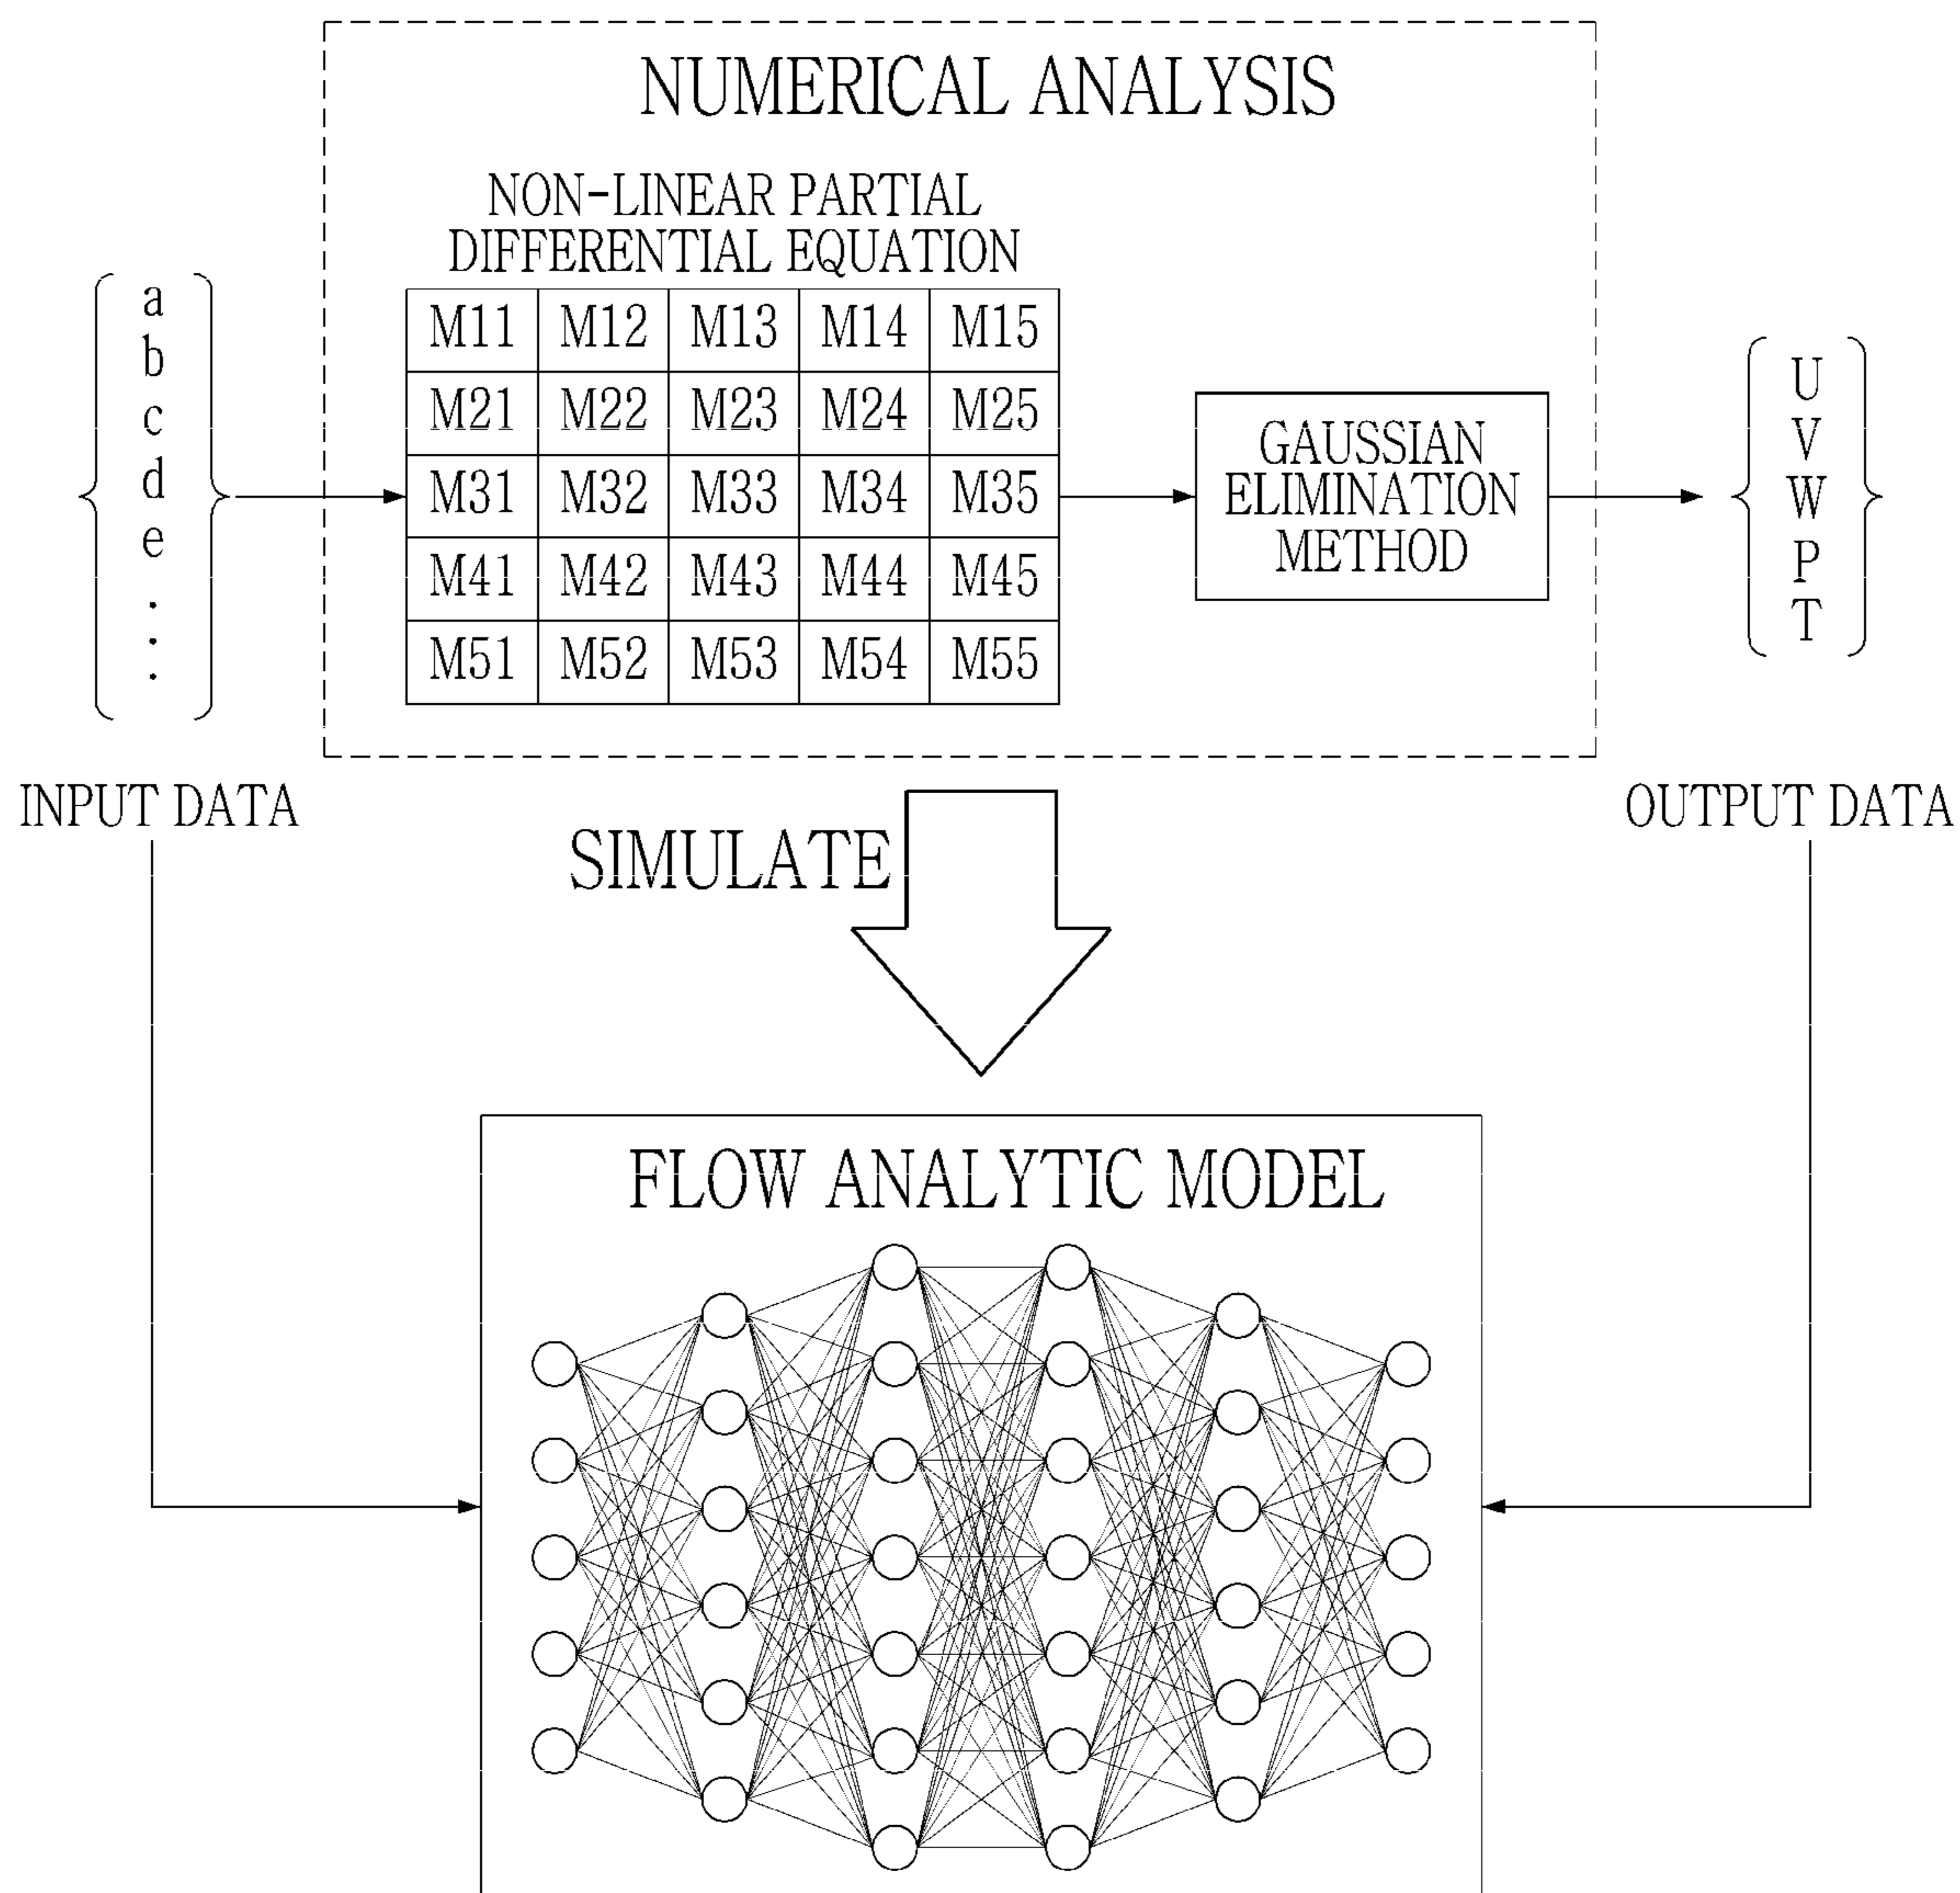 NUMERICAL ANALYSIS
NON-LINEAR PARTIAL
DIFFERENTIAL EQUATION
a
b
c
d
e
.
.
.
M11 M12 M13 M14 M15
M21 M22 M23 M24 M25
M31 M32 M33 M34 M35
M41 M42 M43 M44 M45
M51 M52 M53 M54 M55
GAUSSIAN
ELIMINATION
METHOD
U
V
W
P
T
INPUT DATA
OUTPUT DATA
SIMULATE
FLOW ANALYTIC MODEL